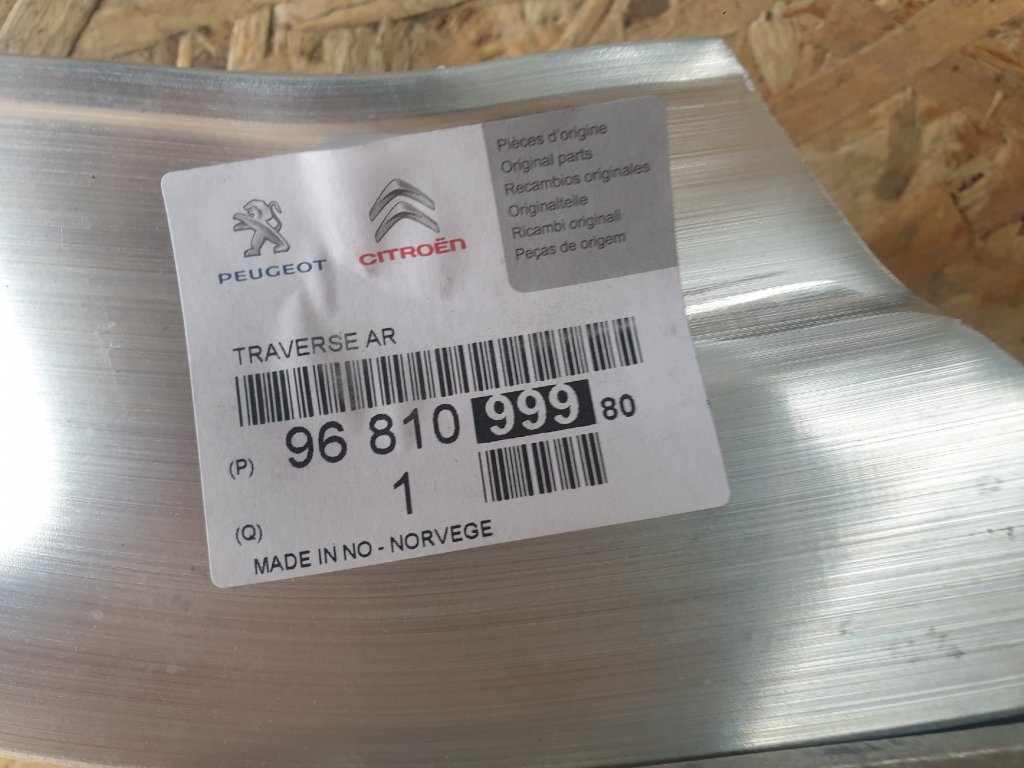 PEUGEOT
CITROËN
Pièces d'origine
Original parts
Recambios originales
Originalteile
Ricambi originali
Peças de origem
TRAVERSE AR
(P) 96 810 999 80
(Q) 1
MADE IN NO - NORVEGE